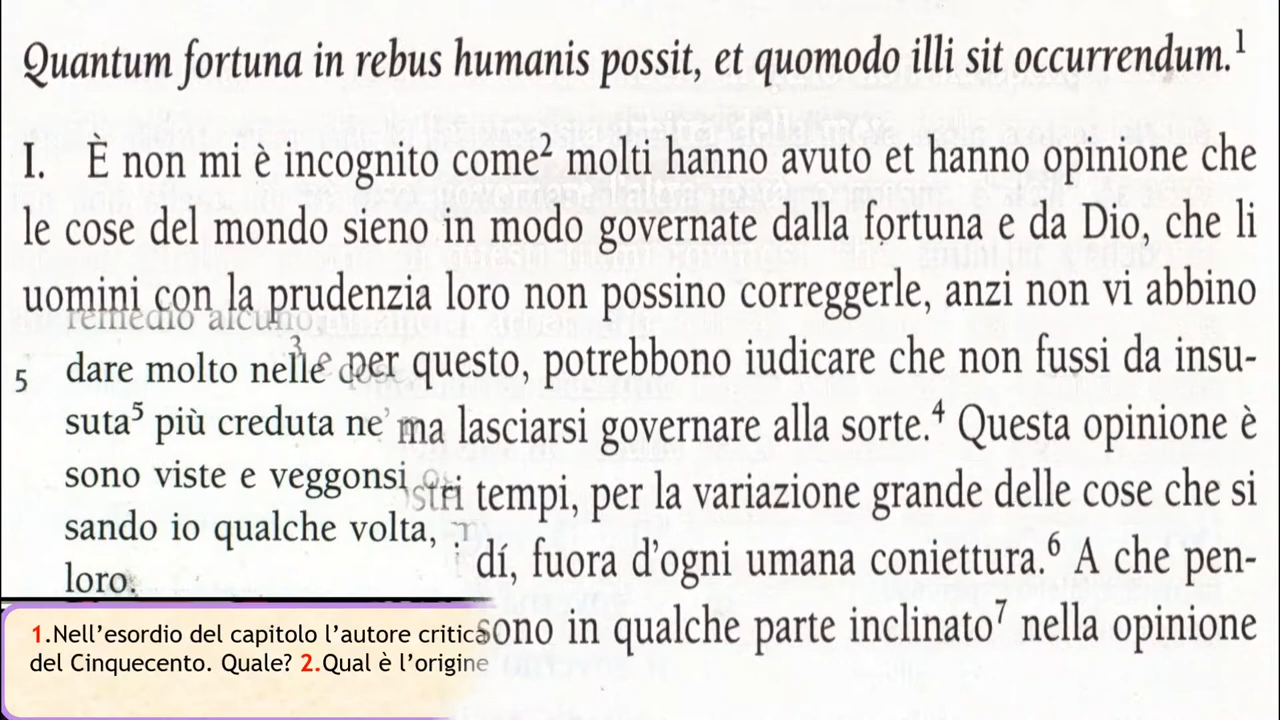 Quantum fortuna in rebus humanis possit, et quomodo illi sit occurrendum.¹
I. È non mi è incognito come² molti hanno avuto et hanno opinione che
le cose del mondo sieno in modo governate dalla fortuna e da Dio, che li
uomini con la prudenzia loro non possino correggerle, anzi non vi abbino
remedio alcuno,
5 dare molto nelle per questo, potrebbono iudicare che non fussi da insu-
suta⁵ più creduta ne' ma lasciarsi governare alla sorte.⁴ Questa opinione è
sono viste e veggonsi stri tempi, per la variazione grande delle cose che si
sando io qualche volta, dí, fuora d'ogni umana coniettura.⁶ A che pen-
loro.
sono in qualche parte inclinato⁷ nella opinione
1.Nell'esordio del capitolo l'autore critica
del Cinquecento. Quale? 2.Qual è l'origine